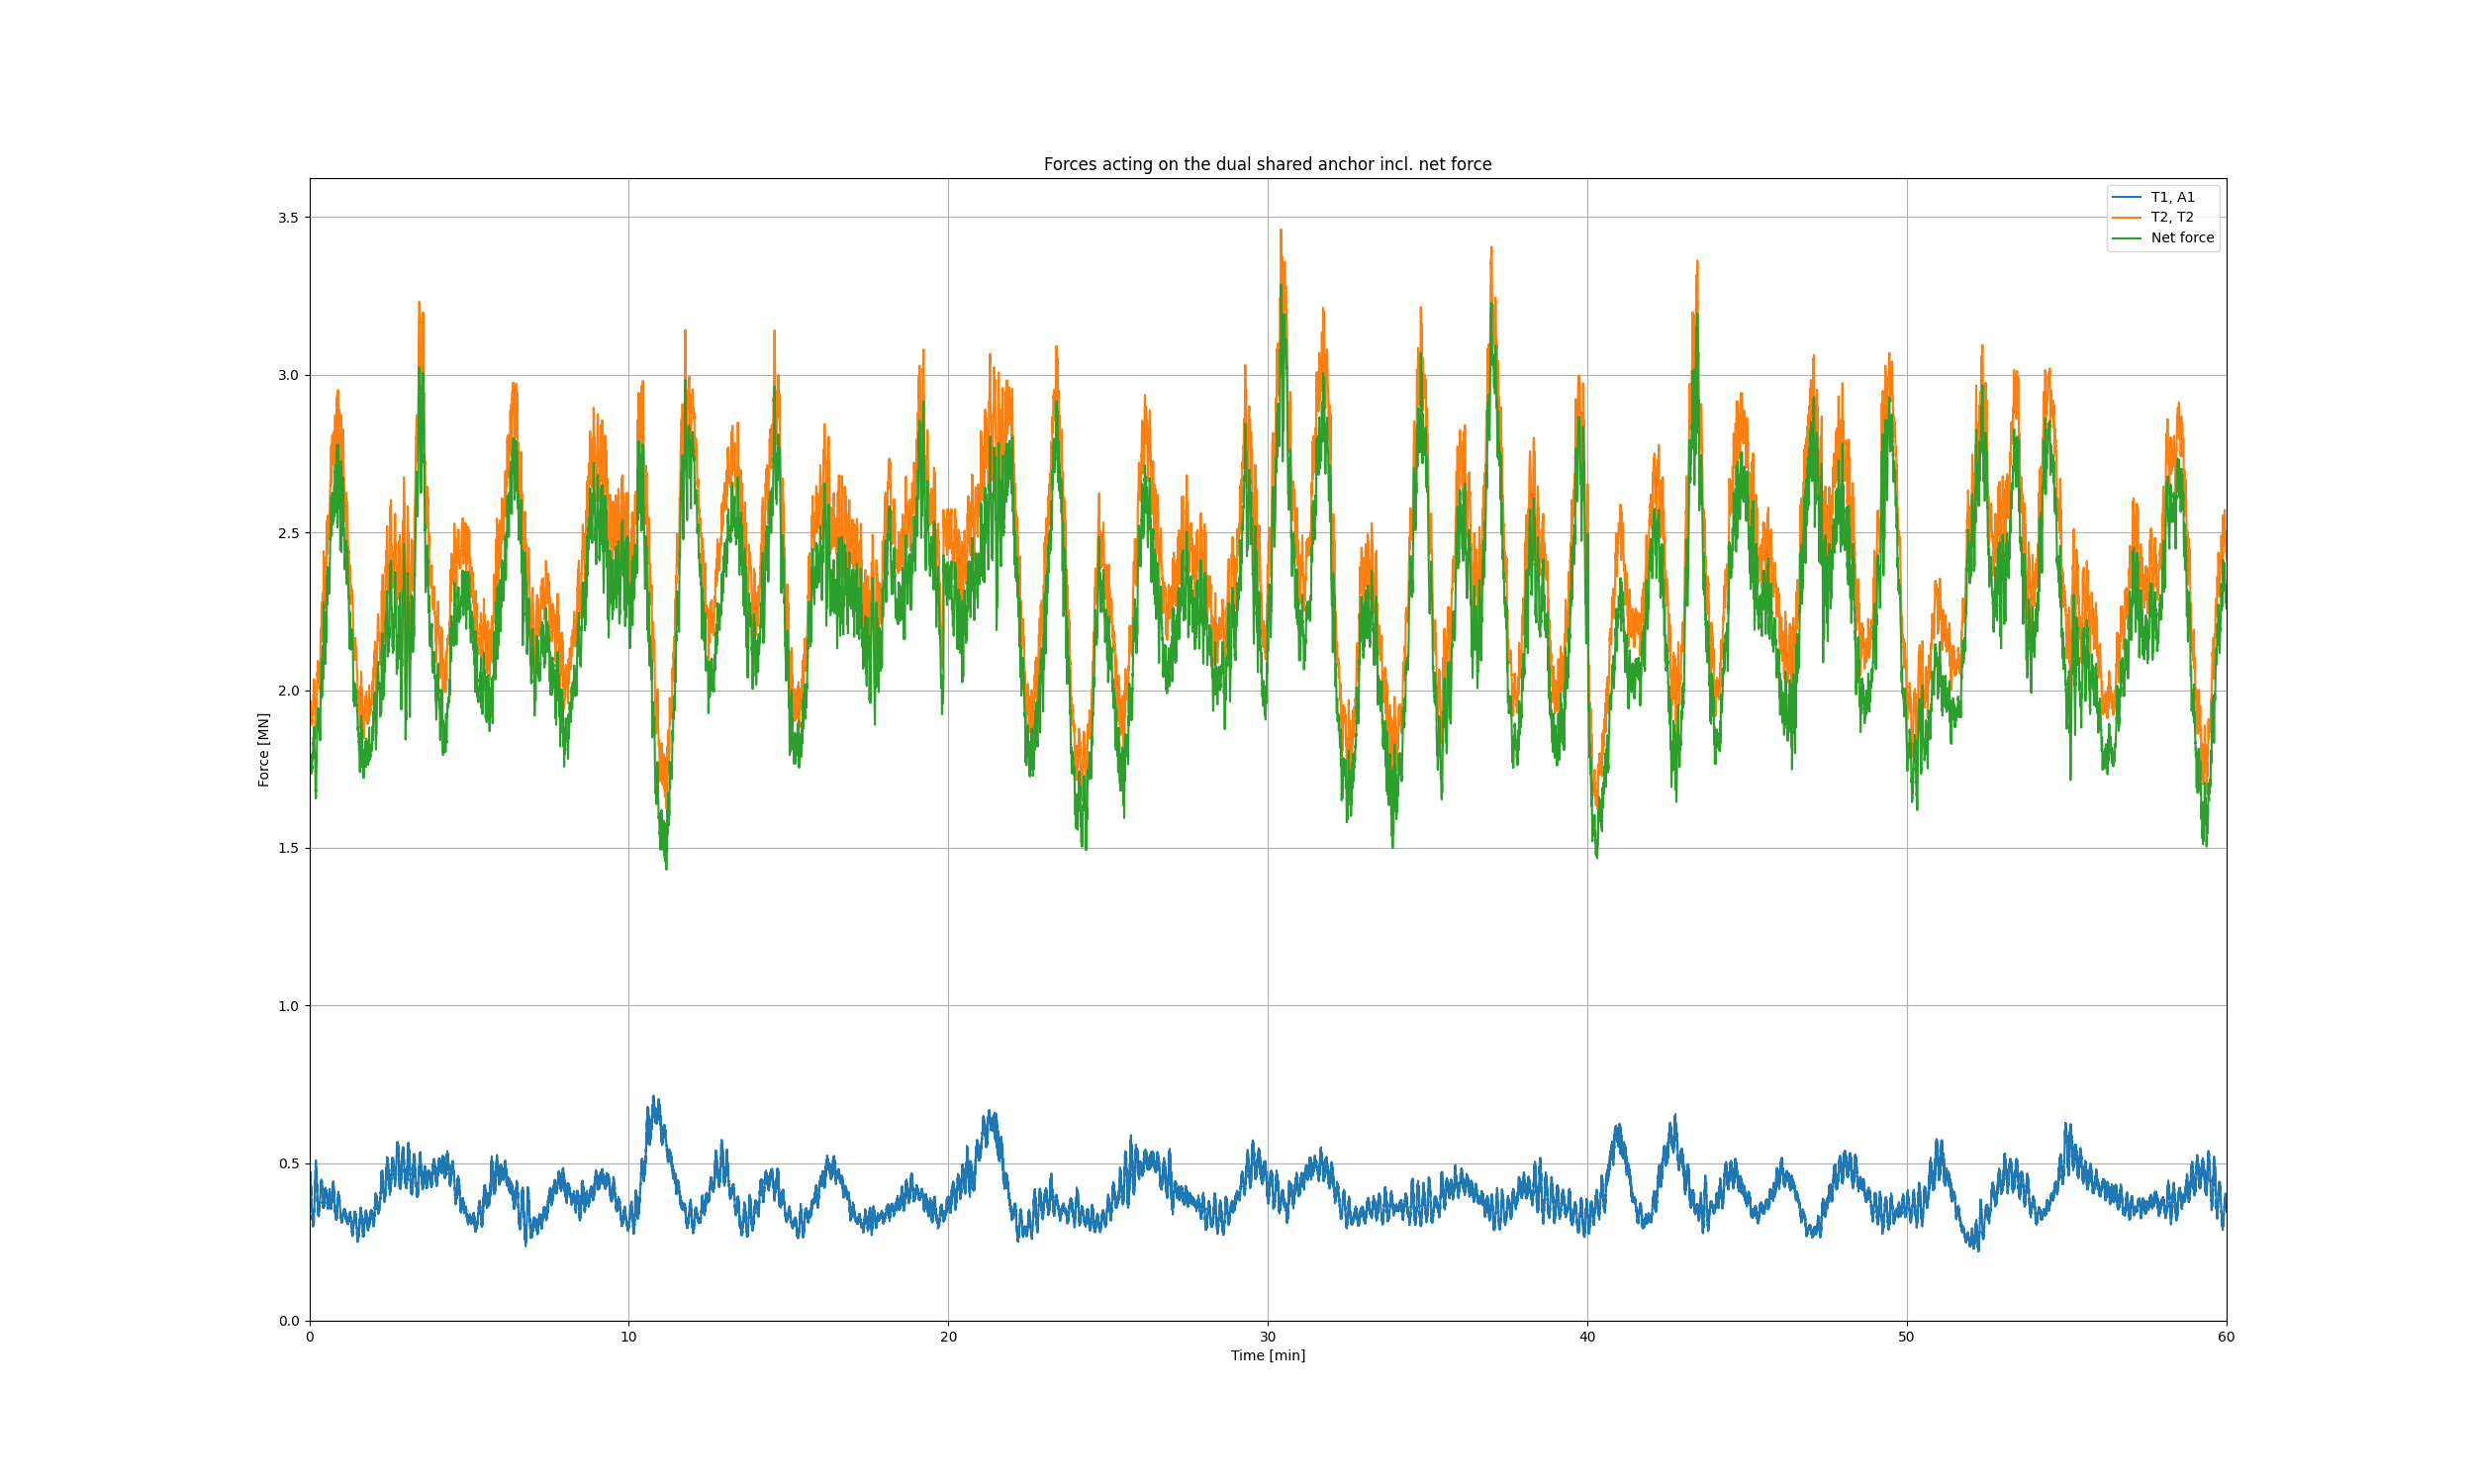 Forces acting on the dual shared anchor incl. net force
T1, A1
T2, T2
Net force
3.5
3.0
2.5
2.0
1.5
1.0
0.5
0.0
Force [MN]
0 10 20 30 40 50 60
Time [min]